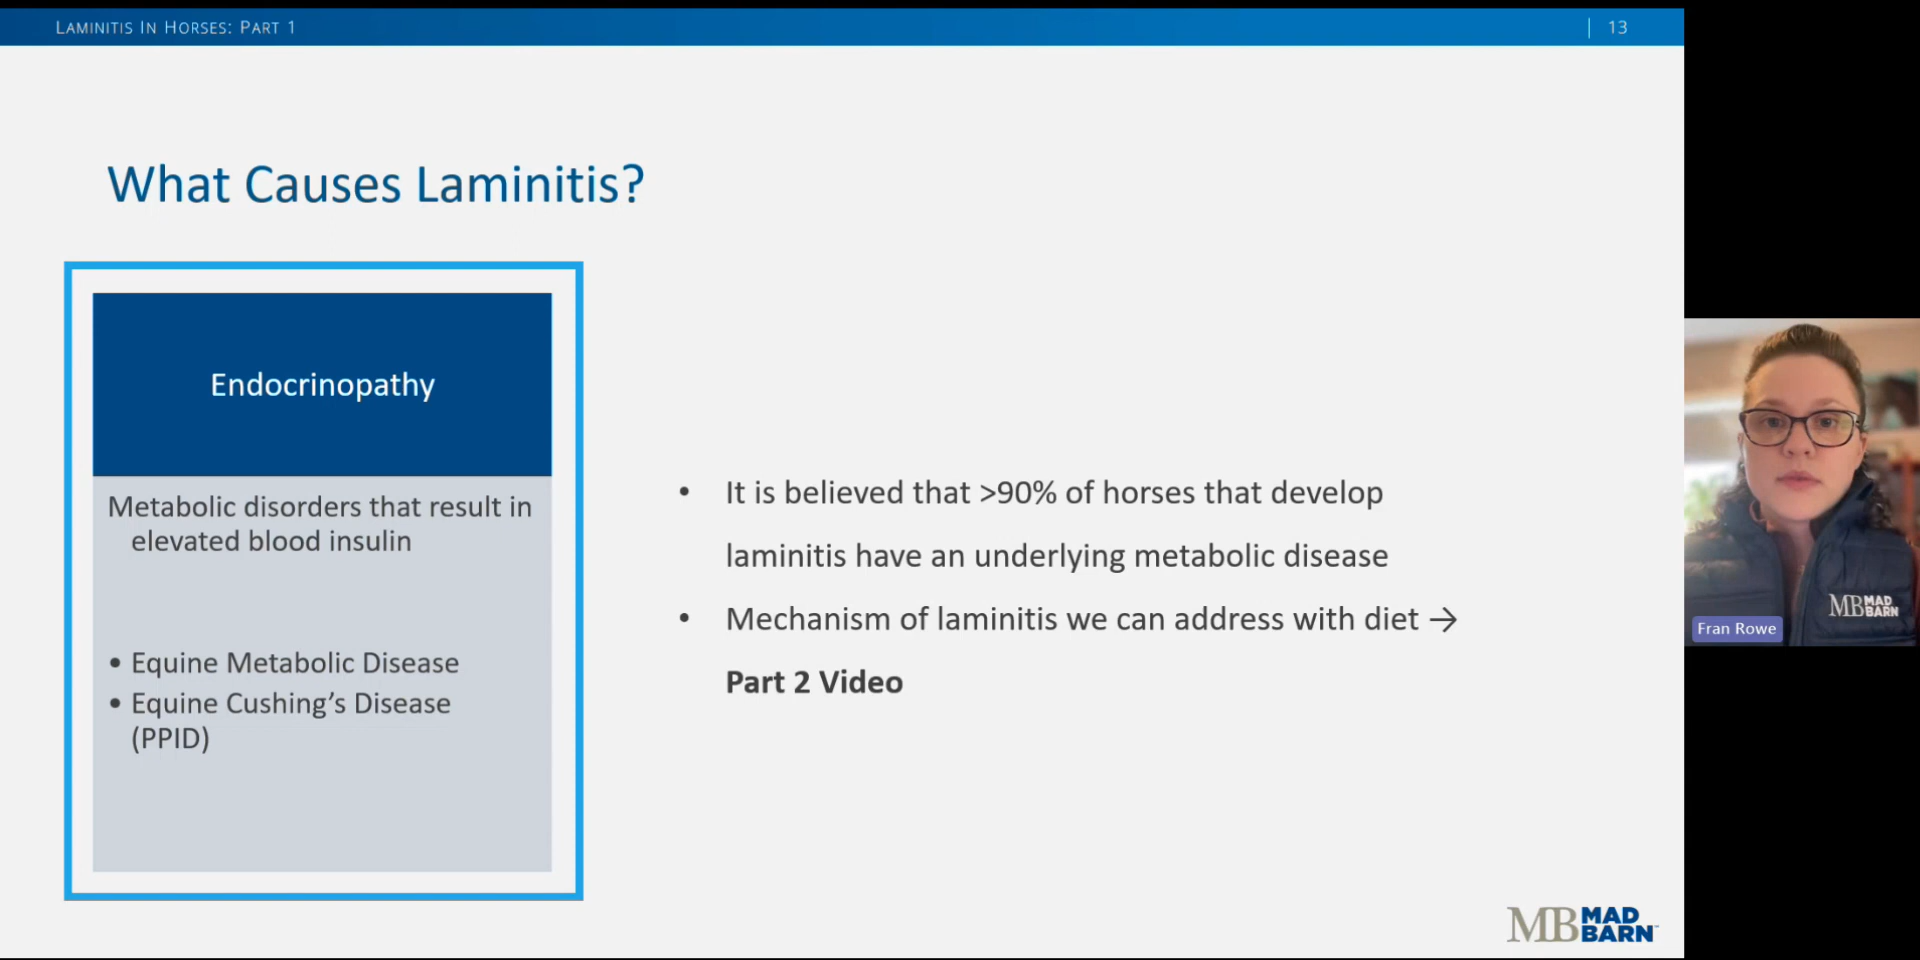 LAMINITIS IN HORSES: PART 1
13
What Causes Laminitis?
Endocrinopathy
Metabolic disorders that result in
elevated blood insulin
• Equine Metabolic Disease
• Equine Cushing’s Disease
(PPID)
• It is believed that >90% of horses that develop
laminitis have an underlying metabolic disease
• Mechanism of laminitis we can address with diet →
Part 2 Video
MB MAD
BARN
Fran Rowe
MB MAD
BARN